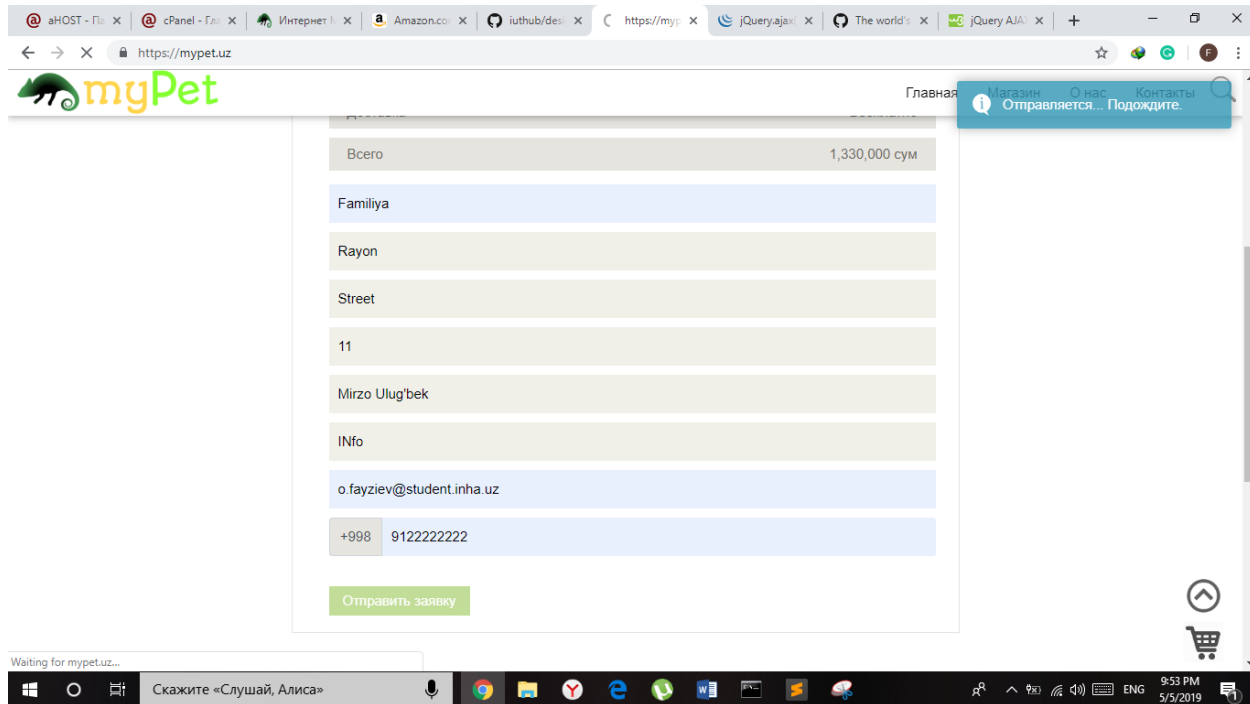 aHOST - Па
cPanel - Гла
Интернет М
Amazon.co
iuthub/desi
https://myp
jQuery.ajax(
The world's
jQuery AJA
https://mypet.uz
myPet
Главная Магазин О нас Контакты
Отправляется... Подождите.
Доставка Бесплатно
Всего 1,330,000 сум
Familiya
Rayon
Street
11
Mirzo Ulug'bek
INfo
o.fayziev@student.inha.uz
+998 9122222222
Отправить заявку
Waiting for mypet.uz...
Скажите «Слушай, Алиса»
ENG
9:53 PM
5/5/2019